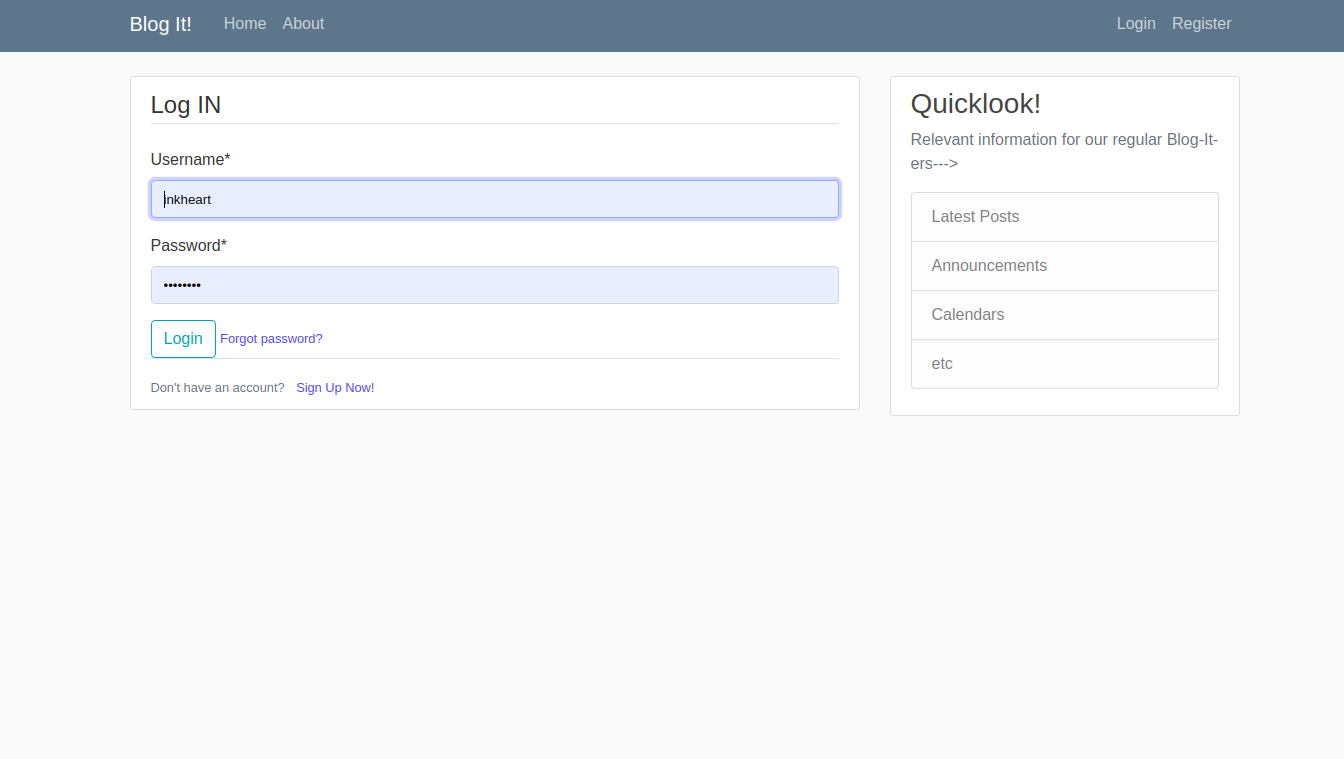 Blog It! Home About Login Register
Log IN
Username*
inkheart
Password*
••••••••
Login Forgot password?
Don't have an account? Sign Up Now!
Quicklook!
Relevant information for our regular Blog-It-
ers--->
Latest Posts
Announcements
Calendars
etc